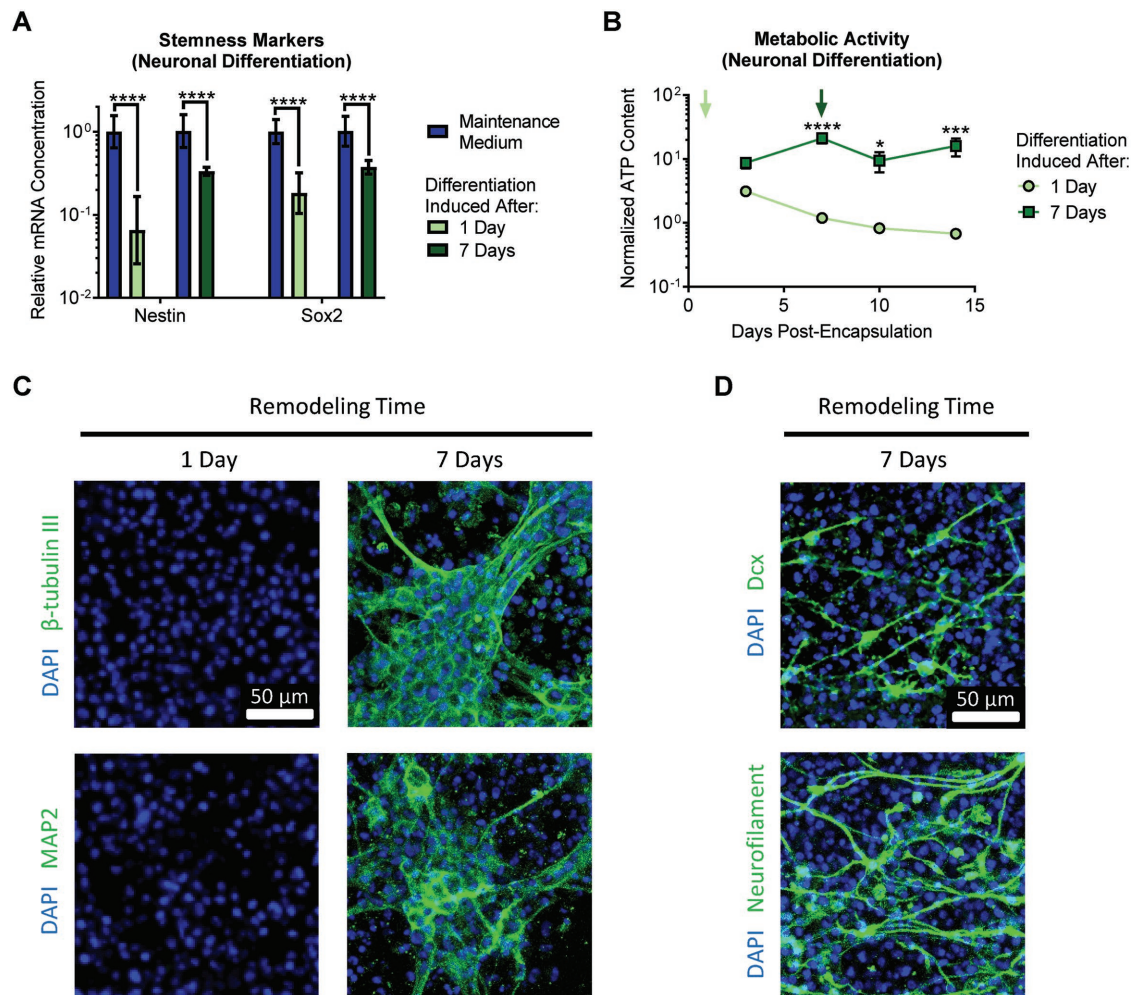 A
Stemness Markers
(Neuronal Differentiation)
Relative mRNA Concentration
10^0
10^-1
10^-2
**** **** **** ****
Nestin Sox2
Maintenance
Medium
Differentiation
Induced After:
1 Day
7 Days
B
Metabolic Activity
(Neuronal Differentiation)
Normalized ATP Content
10^2
10^1
10^0
10^-1
**** * ***
0 5 10 15
Days Post-Encapsulation
Differentiation
Induced After:
1 Day
7 Days
C
Remodeling Time
1 Day 7 Days
DAPI β-tubulin III
50 μm
DAPI MAP2
D
Remodeling Time
7 Days
DAPI Dcx
50 μm
DAPI Neurofilament